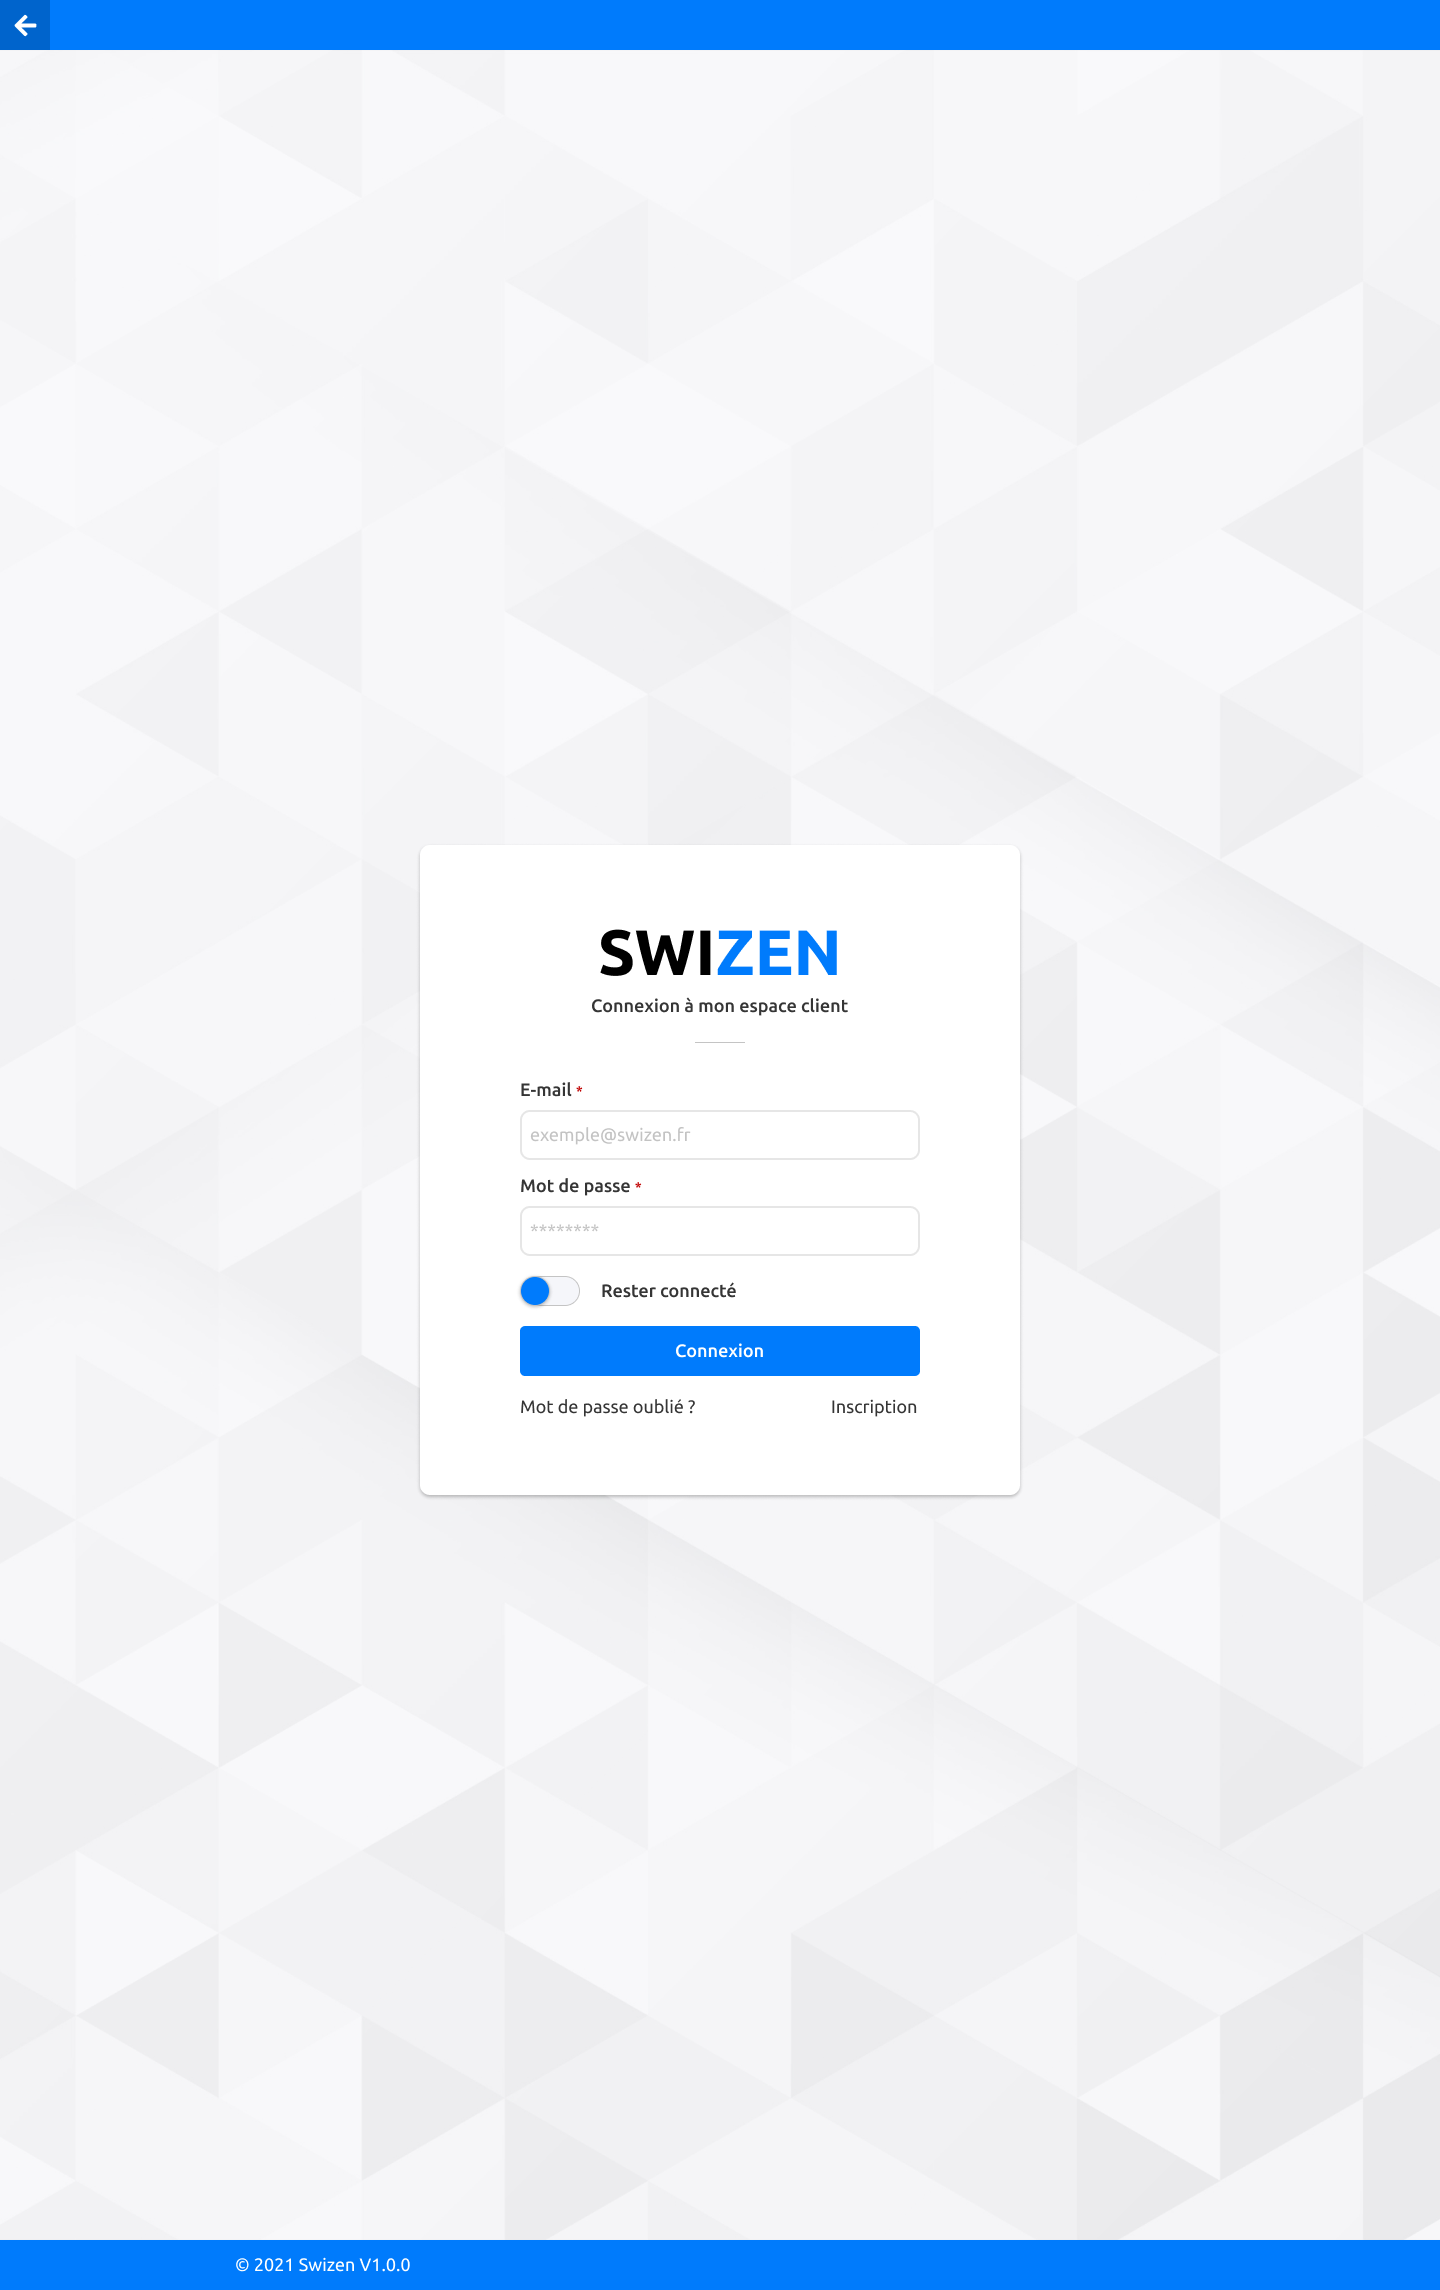 SWIZEN
Connexion à mon espace client
E-mail *
exemple@swizen.fr
Mot de passe *
********
Rester connecté
Connexion
Mot de passe oublié ? Inscription
© 2021 Swizen V1.0.0